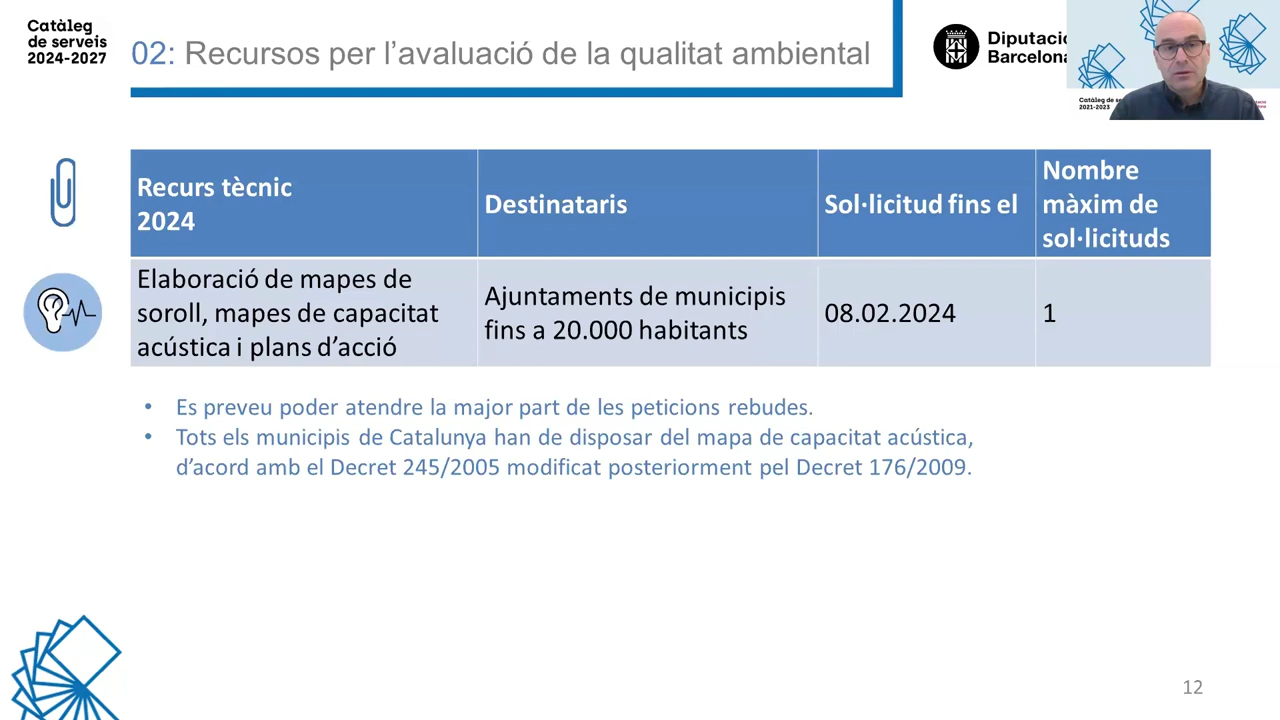 Catàleg
de serveis
2024-2027
02: Recursos per l’avaluació de la qualitat ambiental
Barcelona
Catàleg de
2021-2023
Recurs tècnic
2024
Destinataris
Sol·licitud fins el
Nombre
màxim de
sol·licituds
Elaboració de mapes de
soroll, mapes de capacitat
acústica i plans d’acció
Ajuntaments de municipis
fins a 20.000 habitants
08.02.2024
1
• Es preveu poder atendre la major part de les peticions rebudes.
• Tots els municipis de Catalunya han de disposar del mapa de capacitat acústica,
d’acord amb el Decret 245/2005 modificat posteriorment pel Decret 176/2009.
12